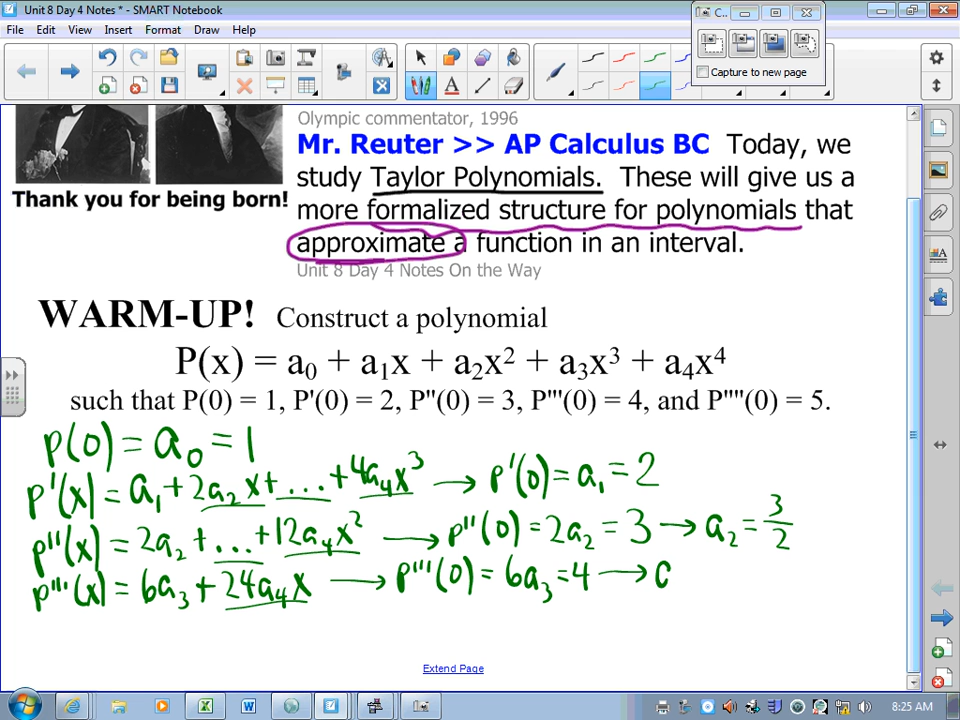 Unit 8 Day 4 Notes * - SMART Notebook
C..
File Edit View Insert Format Draw Help
Capture to new page
Olympic commentator, 1996
Mr. Reuter >> AP Calculus BC Today, we
study Taylor Polynomials. These will give us a
more formalized structure for polynomials that
approximate a function in an interval.
Thank you for being born!
Unit 8 Day 4 Notes On the Way
WARM-UP! Construct a polynomial
P(x) = a₀ + a₁x + a₂x² + a₃x³ + a₄x⁴
such that P(0) = 1, P'(0) = 2, P''(0) = 3, P'''(0) = 4, and P''''(0) = 5.
P(0) = a₀ = 1
P'(x) = a₁ + 2a₂x + ... + 4a₄x³ → P'(0) = a₁ = 2
P''(x) = 2a₂ + ... + 12a₄x² → P''(0) = 2a₂ = 3 → a₂ = 3/2
P'''(x) = 6a₃ + 24a₄x → P'''(0) = 6a₃ = 4 →
Extend Page
8:25 AM